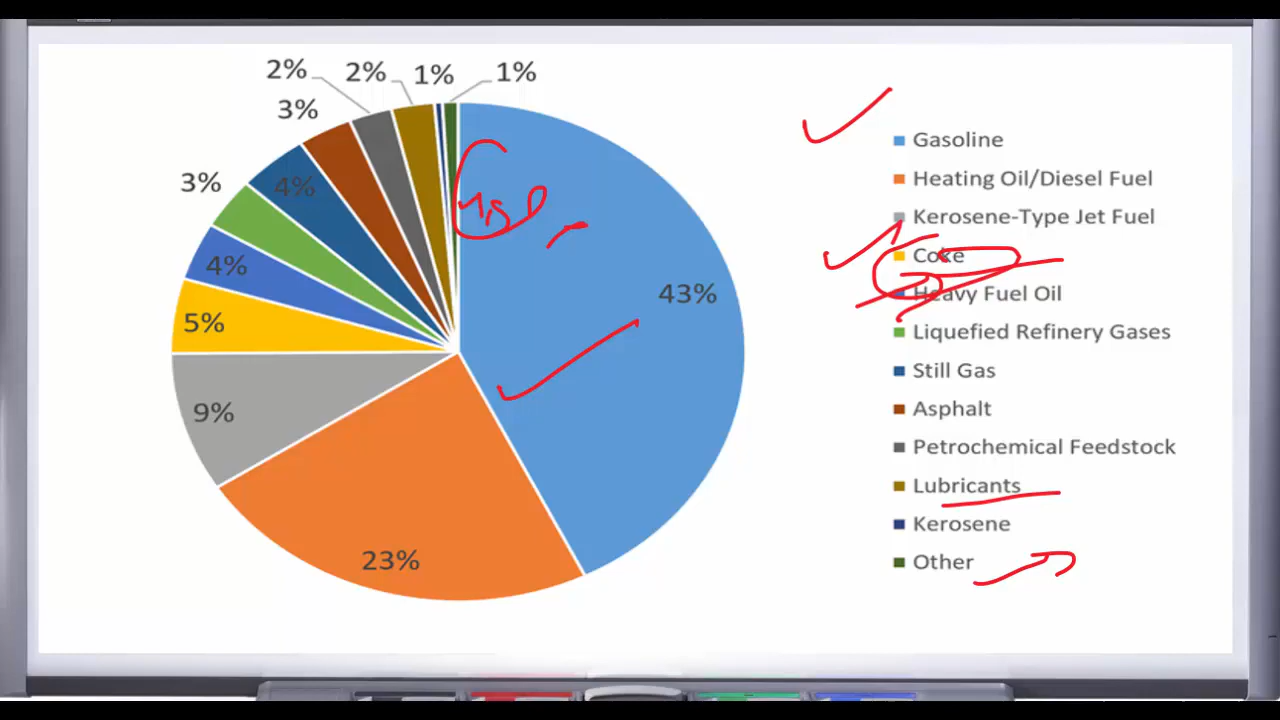 2% 2% 1% 1%
3%
3%
4%
4%
5%
9%
23%
43%
Gasoline
Heating Oil/Diesel Fuel
Kerosene-Type Jet Fuel
Coke
Heavy Fuel Oil
Liquefied Refinery Gases
Still Gas
Asphalt
Petrochemical Feedstock
Lubricants
Kerosene
Other